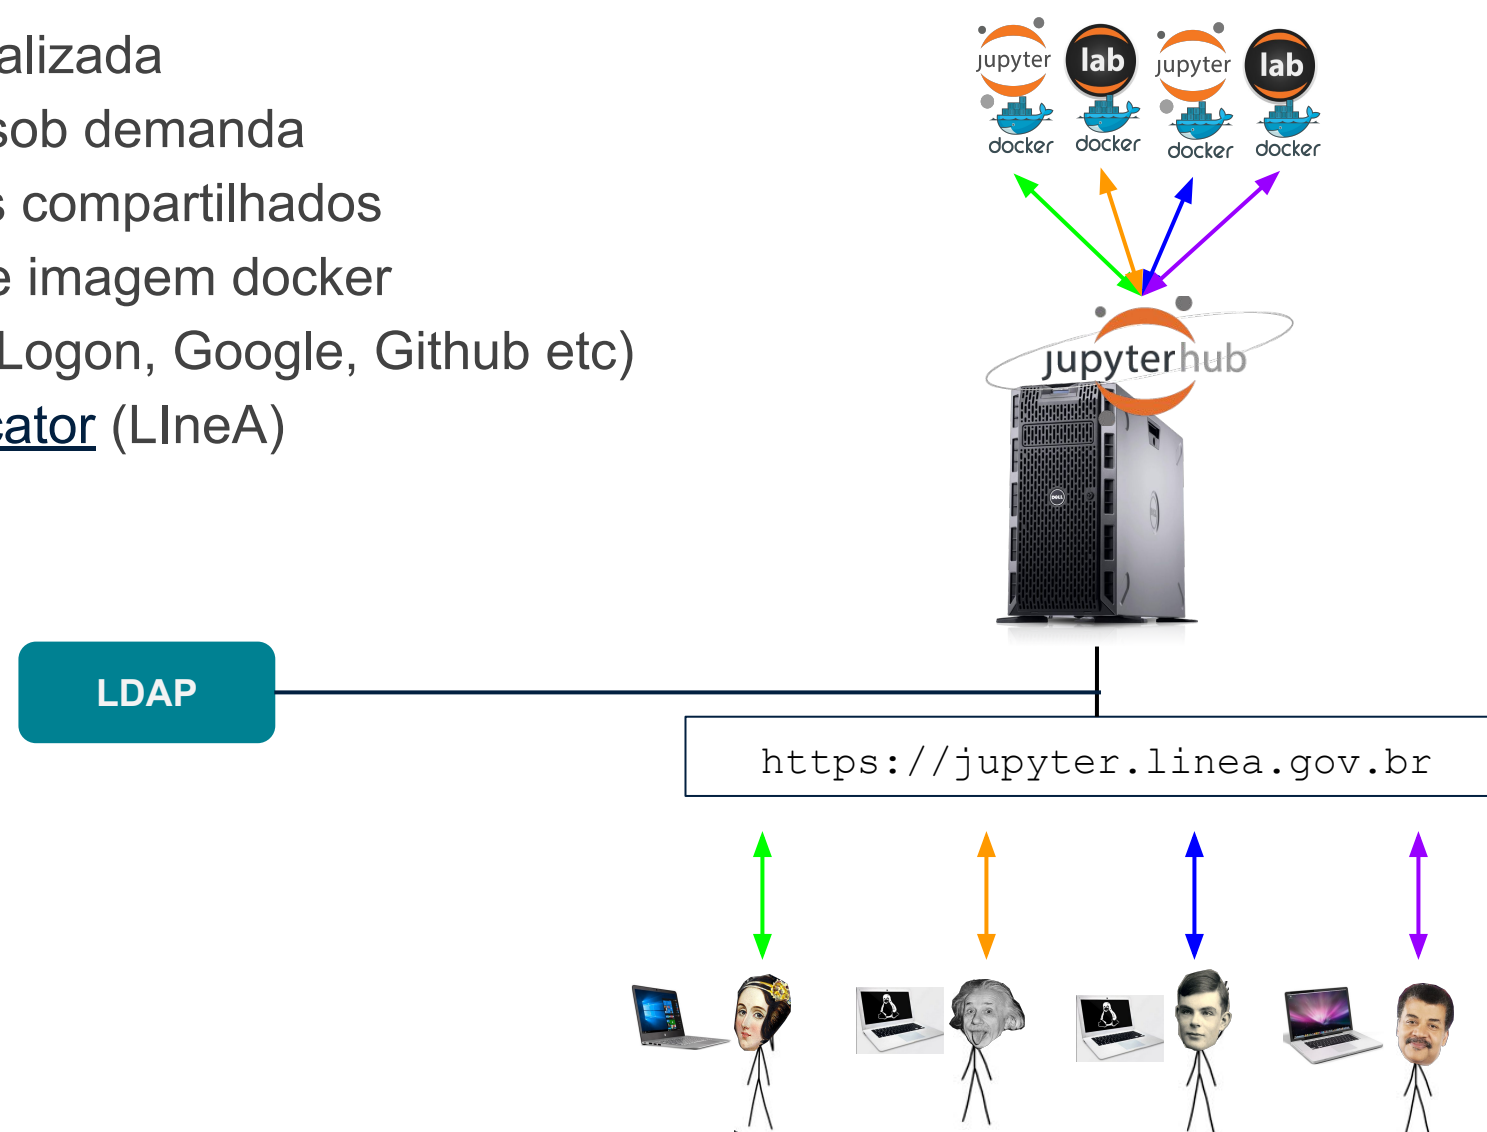 alizada
sob demanda
s compartilhados
e imagem docker
Logon, Google, Github etc)
cator (LIneA)
jupyter lab jupyter lab
docker docker docker docker
jupyterhub
DELL
LDAP
https://jupyter.linea.gov.br